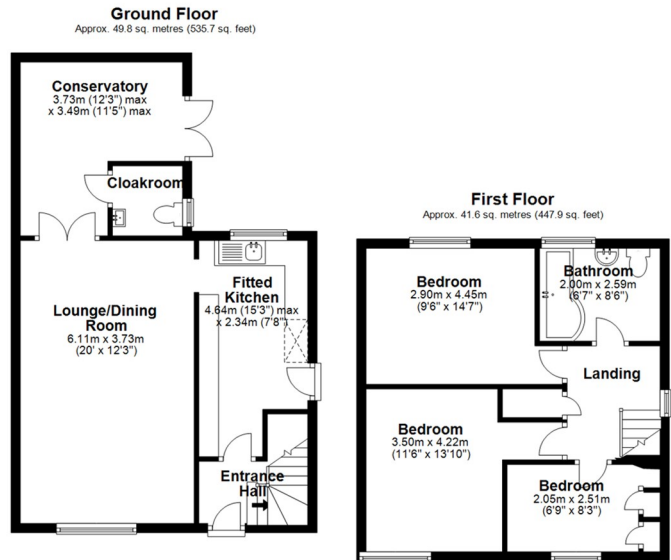 Ground Floor
Approx. 49.8 sq. metres (535.7 sq. feet)
Conservatory
3.73m (12'3") max
x 3.49m (11'5") max
Cloakroom
Lounge/Dining
Room
6.11m x 3.73m
(20' x 12'3")
Fitted
Kitchen
4.64m (15'3") max
x 2.34m (7'8")
Entrance
Hall
First Floor
Approx. 41.6 sq. metres (447.9 sq. feet)
Bedroom
2.90m x 4.45m
(9'6" x 14'7")
Bathroom
2.00m x 2.59m
(6'7" x 8'6")
Landing
Bedroom
3.50m x 4.22m
(11'6" x 13'10")
Bedroom
2.05m x 2.51m
(6'9" x 8'3")